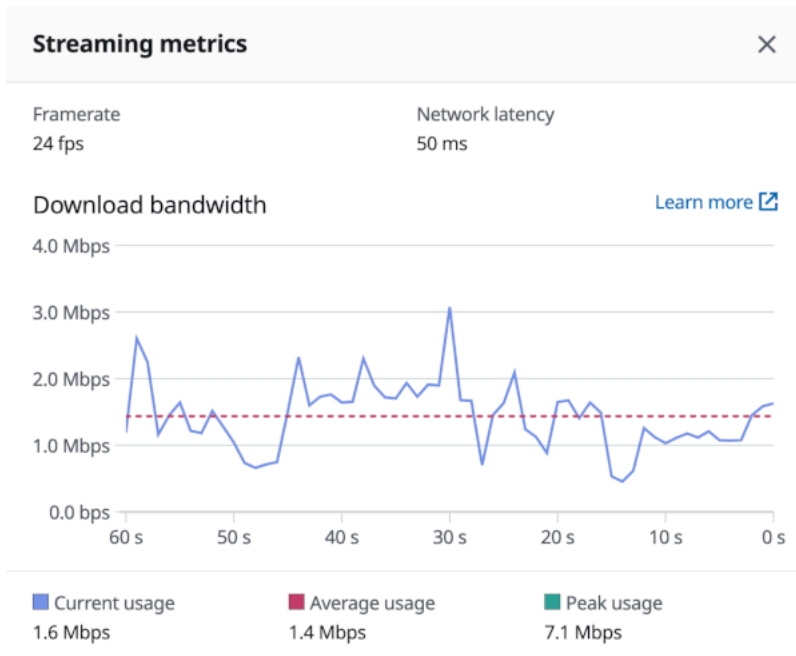 Streaming metrics
Framerate
Network latency
24 fps
50 ms
Download bandwidth
Learn more
4.0 Mbps
3.0 Mbps
2.0 Mbps
1.0 Mbps
0.0 bps
60 s
50 s
40 s
30 s
20 s
10 s
0 s
Current usage
Average usage
Peak usage
1.6 Mbps
1.4 Mbps
7.1 Mbps